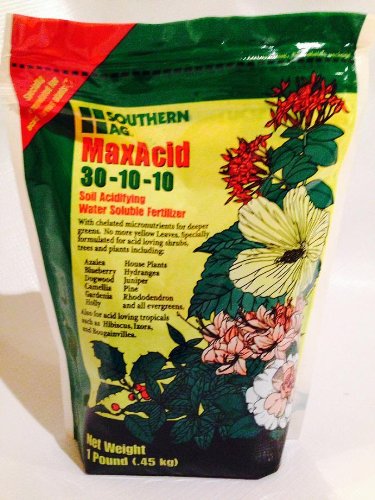 SOUTHERN
AG
MaxAcid
30-10-10
Soil Acidifying
Water Soluble Fertilizer
With chelated micronutrients for deeper
greens. No more yellow Leaves. Specially
formulated for acid loving shrubs,
trees and plants including:
Azalea House Plants
Blueberry Hydrangea
Dogwood Juniper
Camellia Pine
Gardenia Rhododendron
Holly and all evergreens.
Also for acid loving tropicals
such as Hibiscus, Ixora,
and Bougainvillea.
Net Weight
1 Pound (.45 kg)